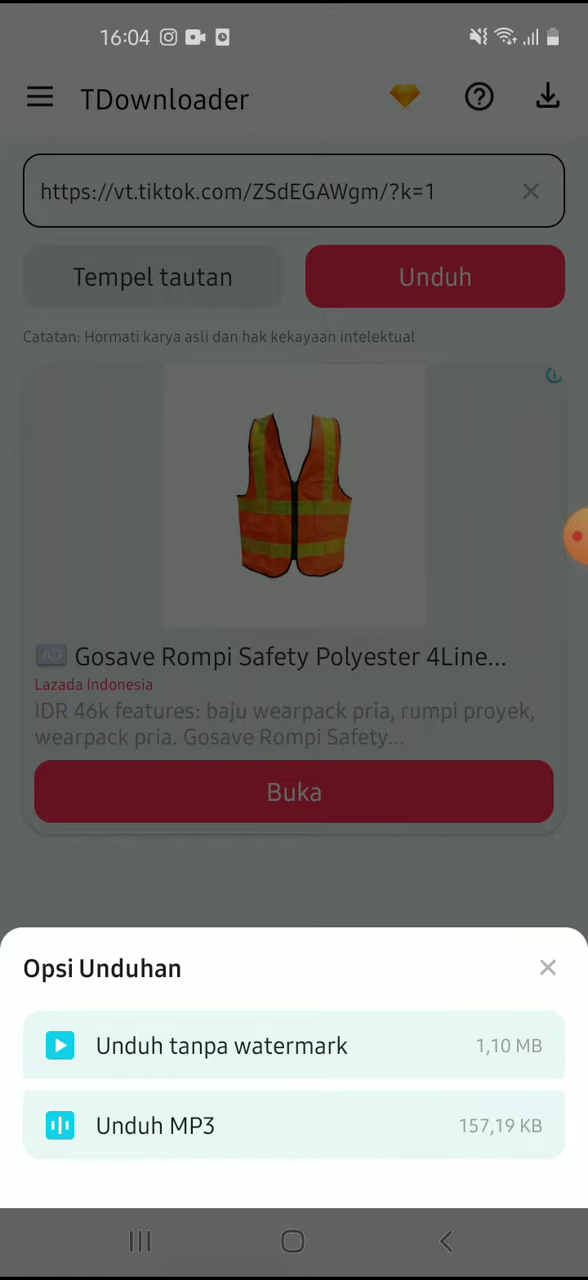 16:04
TDownloader
https://vt.tiktok.com/ZSdEGAWgm/?k=1
Tempel tautan
Unduh
Catatan: Hormati karya asli dan hak kekayaan intelektual
AD Gosave Rompi Safety Polyester 4Line...
Lazada Indonesia
IDR 46k features: baju wearpack pria, rumpi proyek,
wearpack pria. Gosave Rompi Safety...
Buka
Opsi Unduhan
Unduh tanpa watermark 1,10 MB
Unduh MP3 157,19 KB